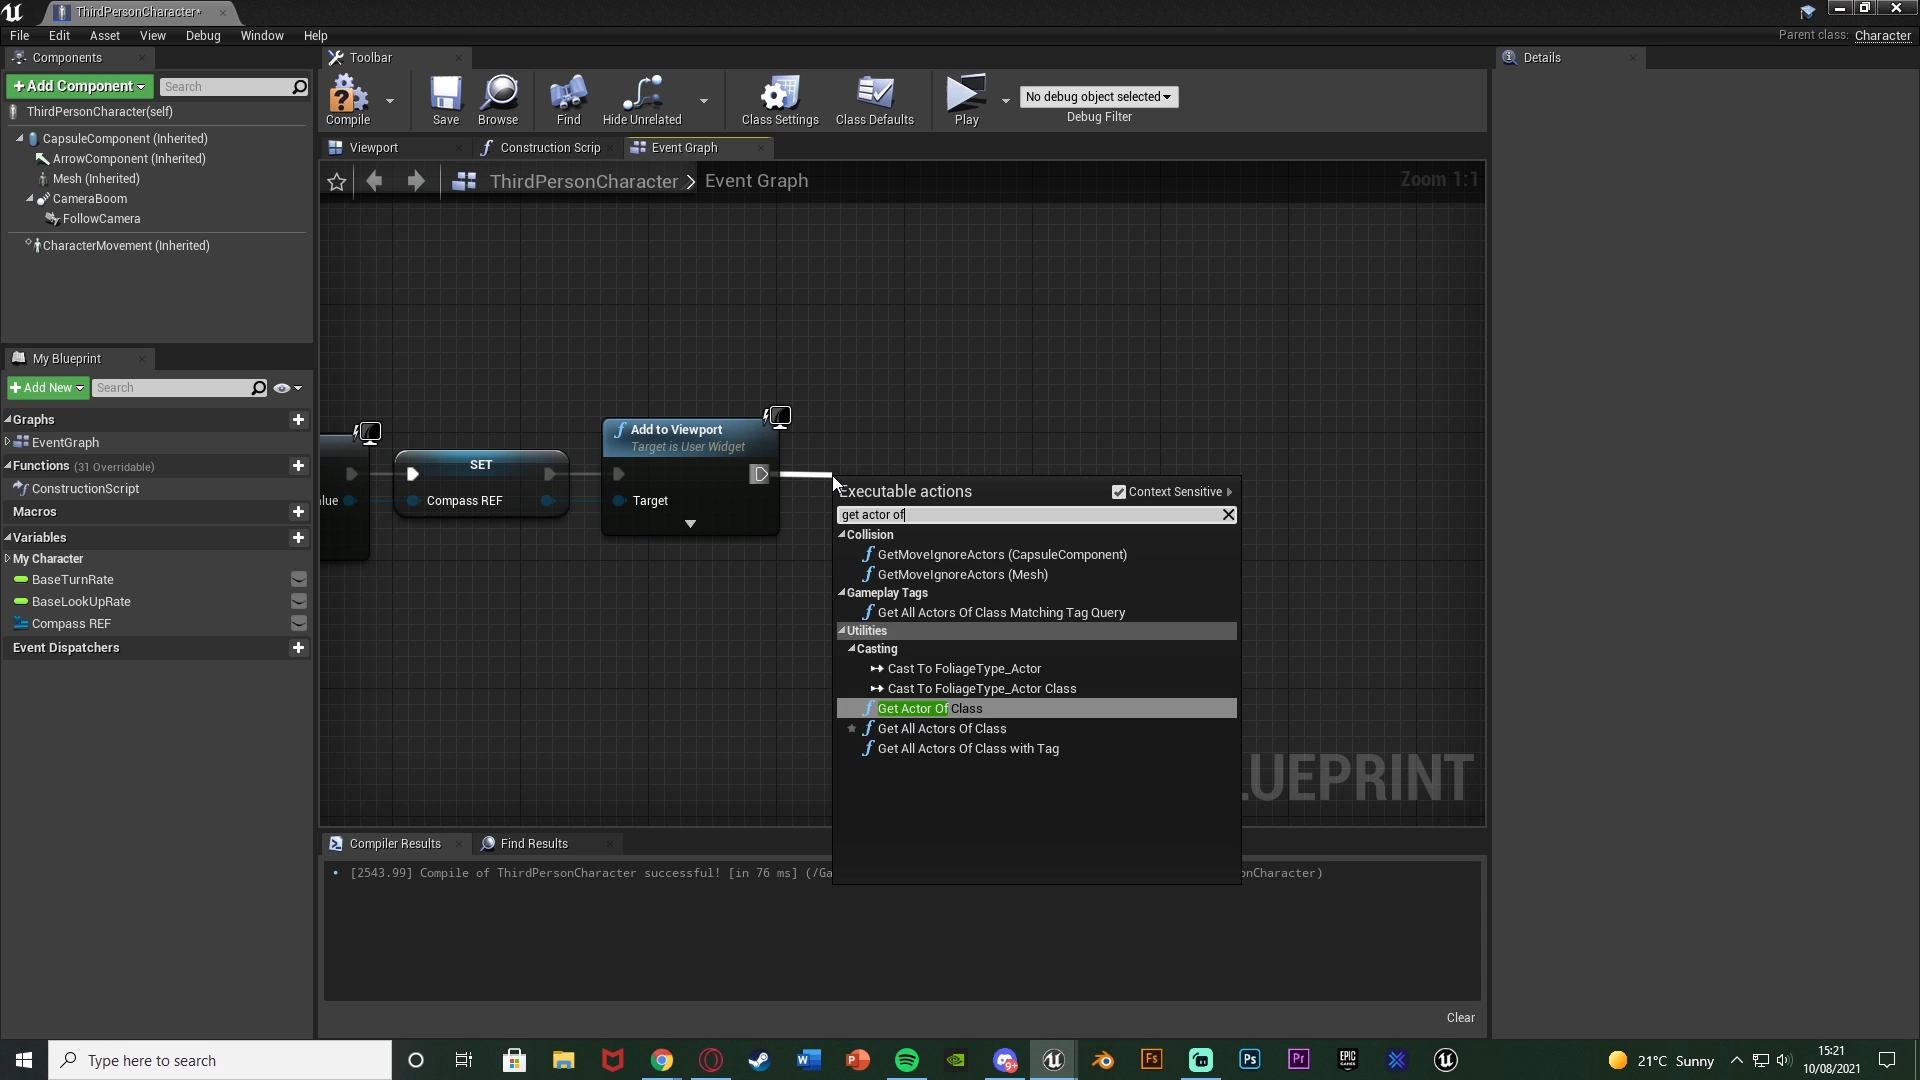 ThirdPersonCharacter*
File Edit Asset View Debug Window Help
Parent class: Character
Components
Toolbar
Details
+Add Component
Search
ThirdPersonCharacter(self)
CapsuleComponent (Inherited)
ArrowComponent (Inherited)
Mesh (Inherited)
CameraBoom
FollowCamera
CharacterMovement (Inherited)
Compile
Save
Browse
Find
Hide Unrelated
Class Settings
Class Defaults
Play
No debug object selected
Debug Filter
Viewport
Construction Scrip
Event Graph
ThirdPersonCharacter > Event Graph
Zoom 1:1
My Blueprint
+Add New
Search
Graphs
EventGraph
Functions (31 Overridable)
ConstructionScript
Macros
Variables
My Character
BaseTurnRate
BaseLookUpRate
Compass REF
Event Dispatchers
SET
Compass REF
Add to Viewport
Target is User Widget
Target
Executable actions
Context Sensitive
get actor of
Collision
GetMoveIgnoreActors (CapsuleComponent)
GetMoveIgnoreActors (Mesh)
Gameplay Tags
Get All Actors Of Class Matching Tag Query
Utilities
Casting
Cast To FoliageType_Actor
Cast To FoliageType_Actor Class
Get Actor Of Class
Get All Actors Of Class
Get All Actors Of Class with Tag
LUEPRINT
Compiler Results
Find Results
[2543.99] Compile of ThirdPersonCharacter successful! [in 76 ms] (/Ga
onCharacter)
Clear
Type here to search
21°C Sunny
15:21
10/08/2021